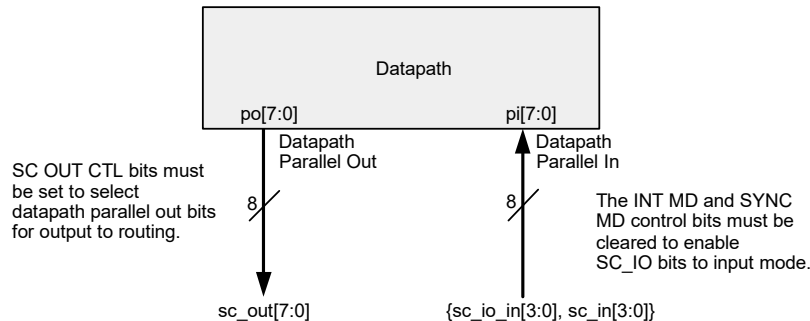 Datapath
po[7:0]
pi[7:0]
Datapath
Parallel Out
Datapath
Parallel In
SC OUT CTL bits must
be set to select
datapath parallel out bits
for output to routing.
8
8
The INT MD and SYNC
MD control bits must be
cleared to enable
SC_IO bits to input mode.
sc_out[7:0]
{sc_io_in[3:0], sc_in[3:0]}